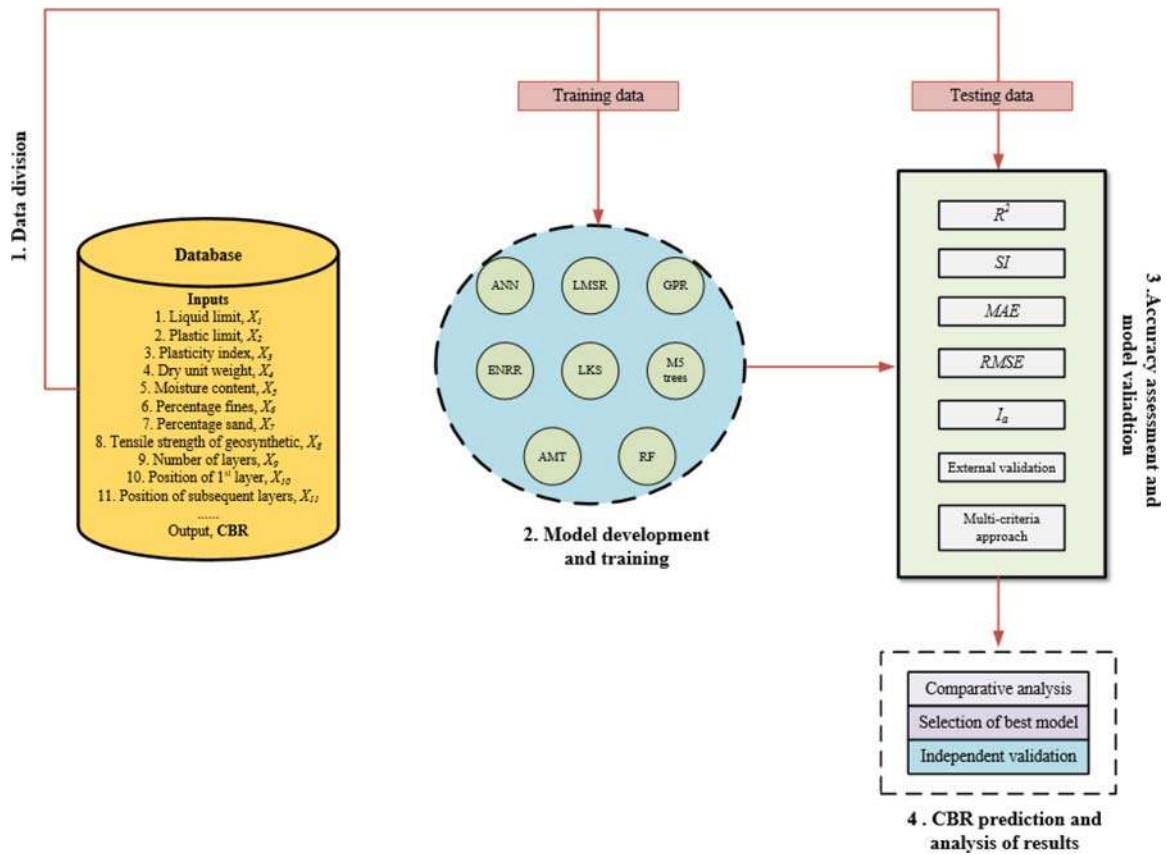 1. Data division
Training data
Testing data
Database
Inputs
1. Liquid limit, X1
2. Plastic limit, X2
3. Plasticity index, X3
4. Dry unit weight, X4
5. Moisture content, X5
6. Percentage fines, X6
7. Percentage sand, X7
8. Tensile strength of geosynthetic, X8
9. Number of layers, X9
10. Position of 1st layer, X10
11. Position of subsequent layers, X11
......
Output, CBR
ANN
LMSR
GPR
ENRR
LKS
M5
trees
AMT
RF
2. Model development
and training
R2
SI
MAE
RMSE
Ia
External validation
Multi-criteria
approach
3 .Accuracy assessment and
model valiadtion
Comparative analysis
Selection of best model
Independent validation
4 . CBR prediction and
analysis of results